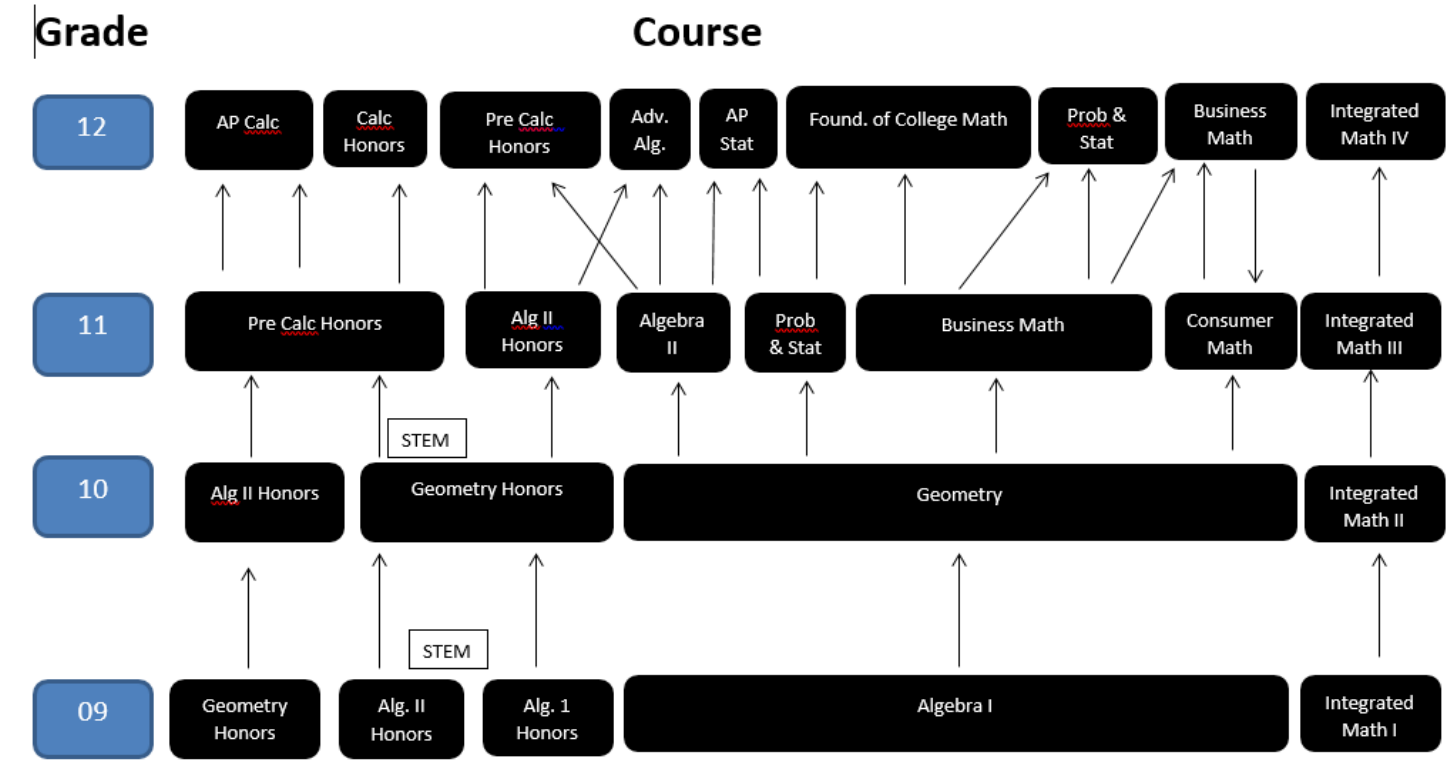 Grade Course
12
AP Calc
Calc
Honors
Pre Calc
Honors
Adv.
Alg.
AP
Stat
Found. of College Math
Prob &
Stat
Business
Math
Integrated
Math IV
11
Pre Calc Honors
Alg II
Honors
Algebra
II
Prob
& Stat
Business Math
Consumer
Math
Integrated
Math III
STEM
10
Alg II Honors
Geometry Honors
Geometry
Integrated
Math II
STEM
09
Geometry
Honors
Alg. II
Honors
Alg. 1
Honors
Algebra I
Integrated
Math I